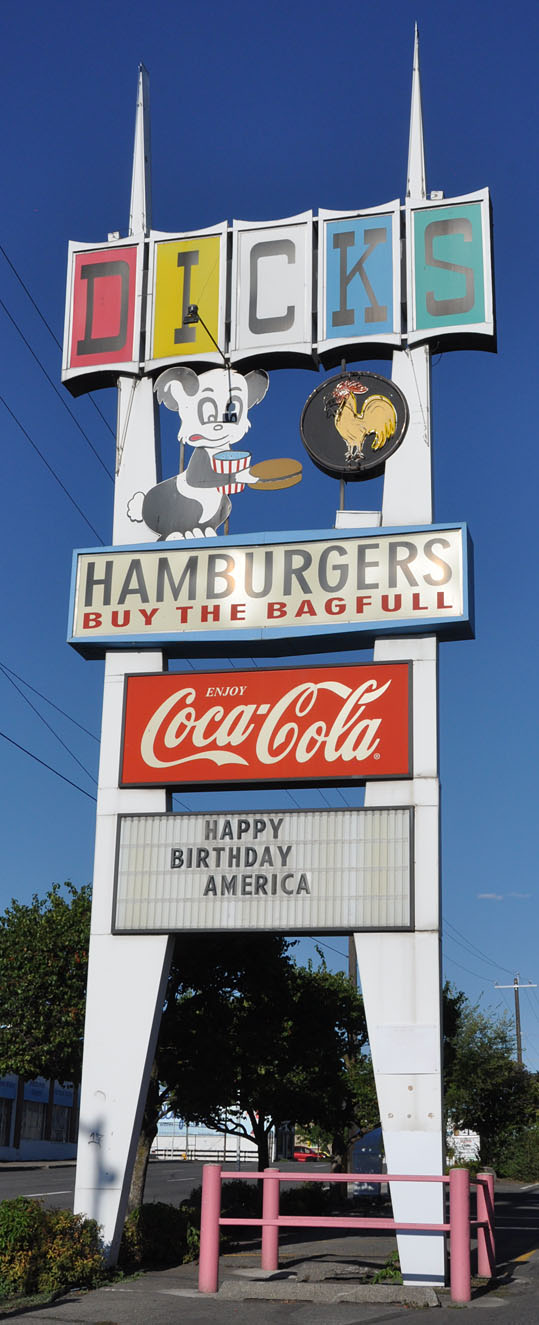 DICKS
HAMBURGERS
BUY THE BAGFULL
ENJOY
Coca-Cola
®
HAPPY
BIRTHDAY
AMERICA